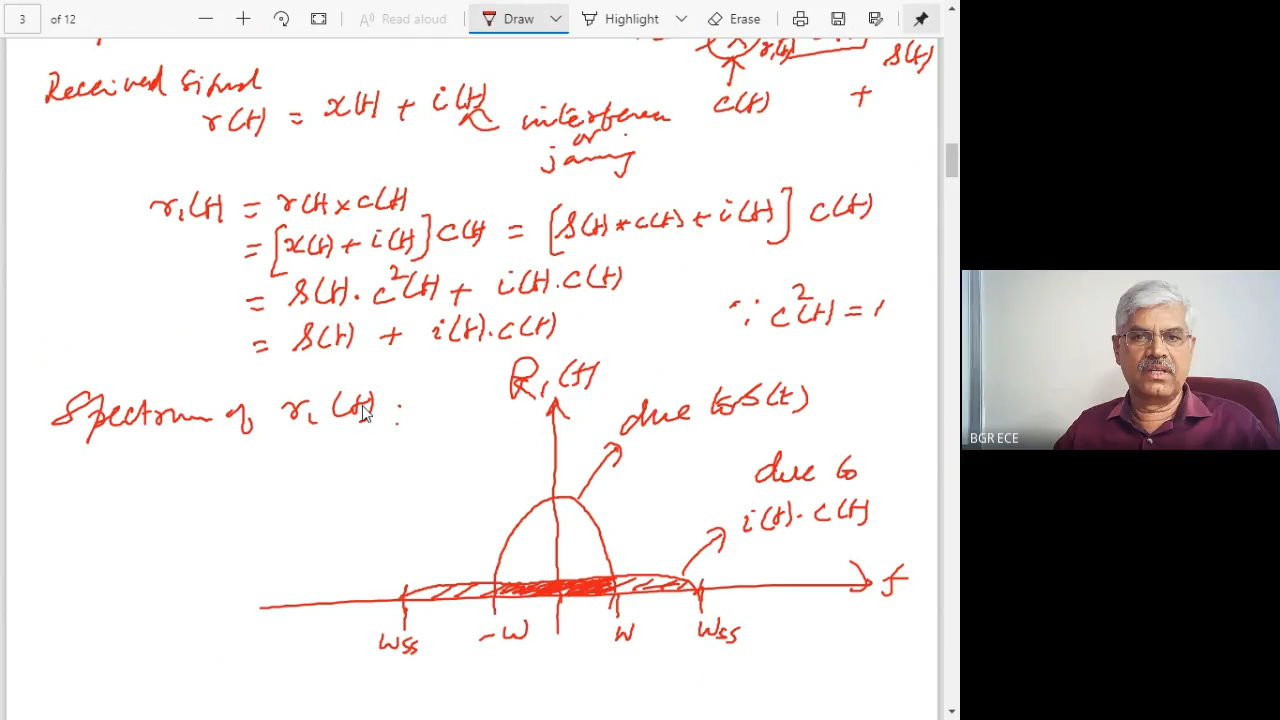 3 of 12
Read aloud
Draw
Highlight
Erase
r1(t)
S(t)
Received Signal
r(t) = x(t) + i(t)
c(t)
+
interference
or
jamming
r1(t) = r(t) × c(t)
= [x(t) + i(t)] c(t) = [S(t) * c(t) + i(t)] c(t)
= S(t) · c²(t) + i(t) · c(t)
= S(t) + i(t) · c(t)
∵ c²(t) = 1
R1(f)
Spectrum of r1(t) :
due to S(t)
due to
i(t) · c(t)
f
Wss
-W
W
Wss
BGR ECE